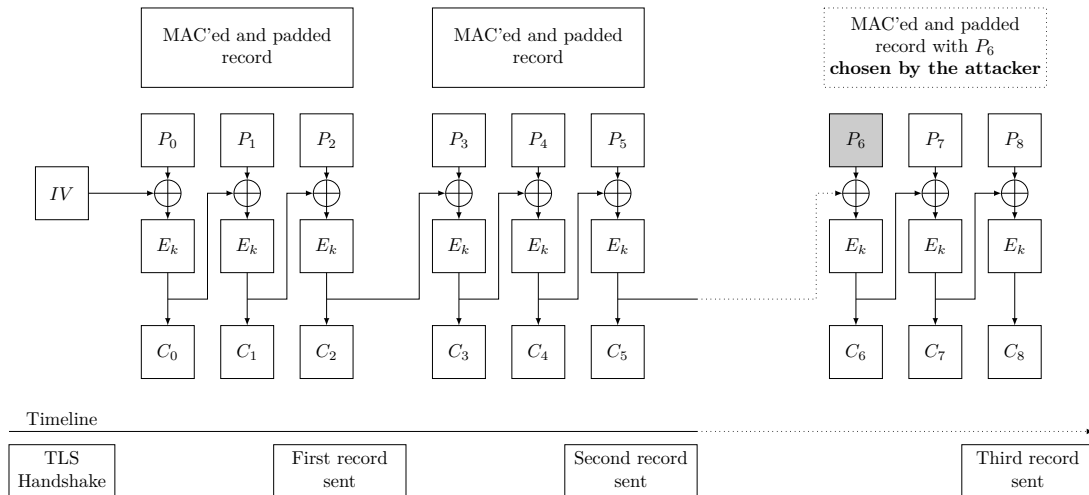 MAC'ed and padded
record
MAC'ed and padded
record
MAC'ed and padded
record with P₆
chosen by the attacker
P₀ P₁ P₂ P₃ P₄ P₅ P₆ P₇ P₈
IV
Eₖ Eₖ Eₖ Eₖ Eₖ Eₖ Eₖ Eₖ Eₖ
C₀ C₁ C₂ C₃ C₄ C₅ C₆ C₇ C₈
Timeline
TLS
Handshake
First record
sent
Second record
sent
Third record
sent